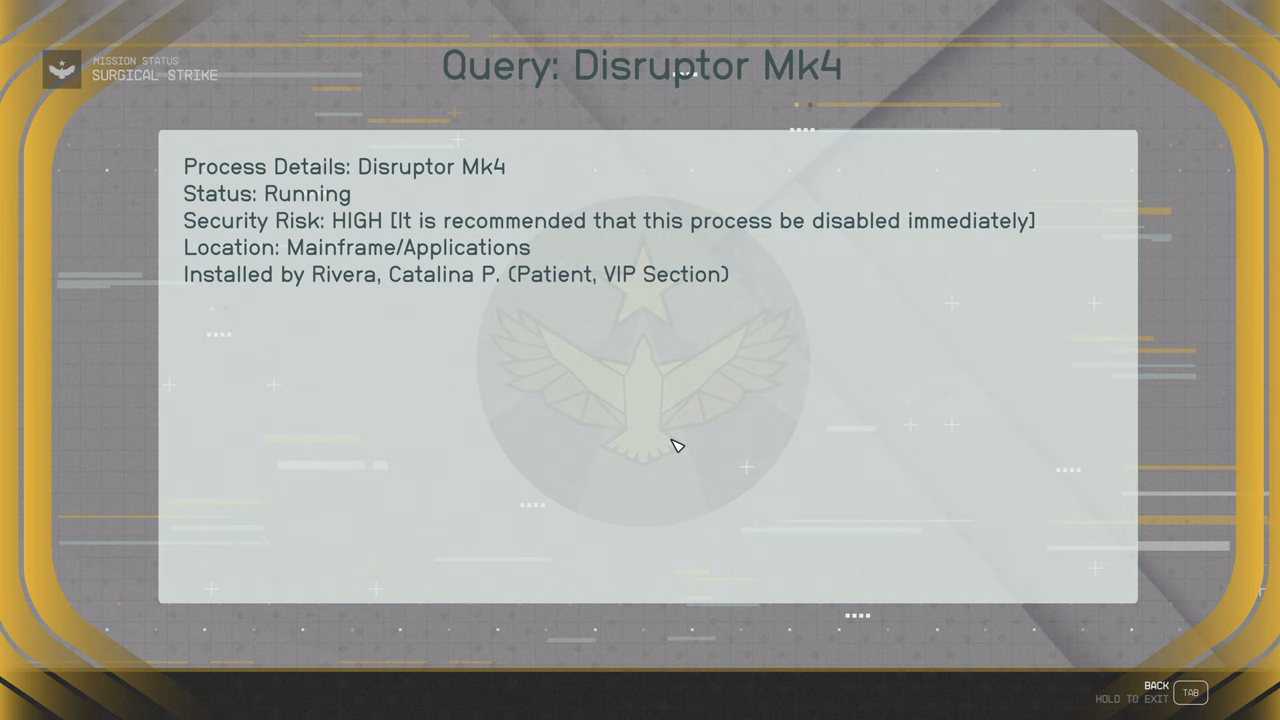 MISSION STATUS
SURGICAL STRIKE
Query: Disruptor Mk4
Process Details: Disruptor Mk4
Status: Running
Security Risk: HIGH [It is recommended that this process be disabled immediately]
Location: Mainframe/Applications
Installed by Rivera, Catalina P. (Patient, VIP Section)
BACK
HOLD TO EXIT TAB